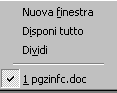 Nuova finestra
Disponi tutto
Dividi
1 pgzinfc.doc